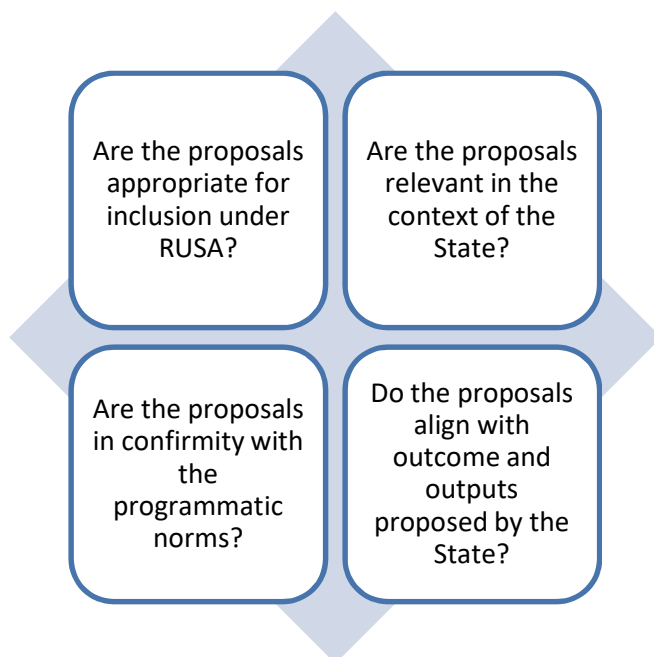 Are the proposals
appropriate for
inclusion under
RUSA?
Are the proposals
relevant in the
context of the
State?
Are the proposals
in confirmity with
the
programmatic
norms?
Do the proposals
align with
outcome and
outputs
proposed by the
State?